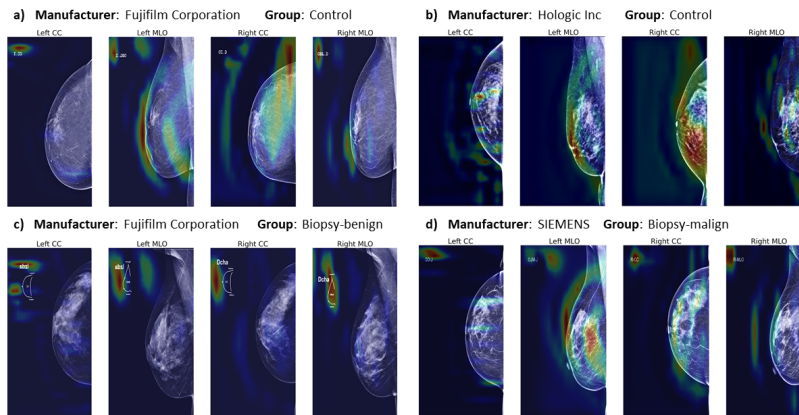 a) Manufacturer: Fujifilm Corporation Group: Control
Left CC Left MLO Right CC Right MLO
b) Manufacturer: Hologic Inc Group: Control
Left CC Left MLO Right CC Right MLO
c) Manufacturer: Fujifilm Corporation Group: Biopsy-benign
Left CC Left MLO Right CC Right MLO
Dcha Dcha
d) Manufacturer: SIEMENS Group: Biopsy-malign
Left CC Left MLO Right CC Right MLO